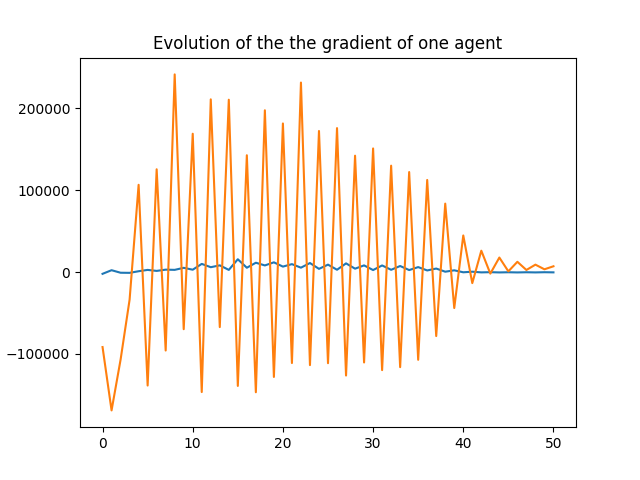 Evolution of the the gradient of one agent
200000
100000
0
−100000
0 10 20 30 40 50